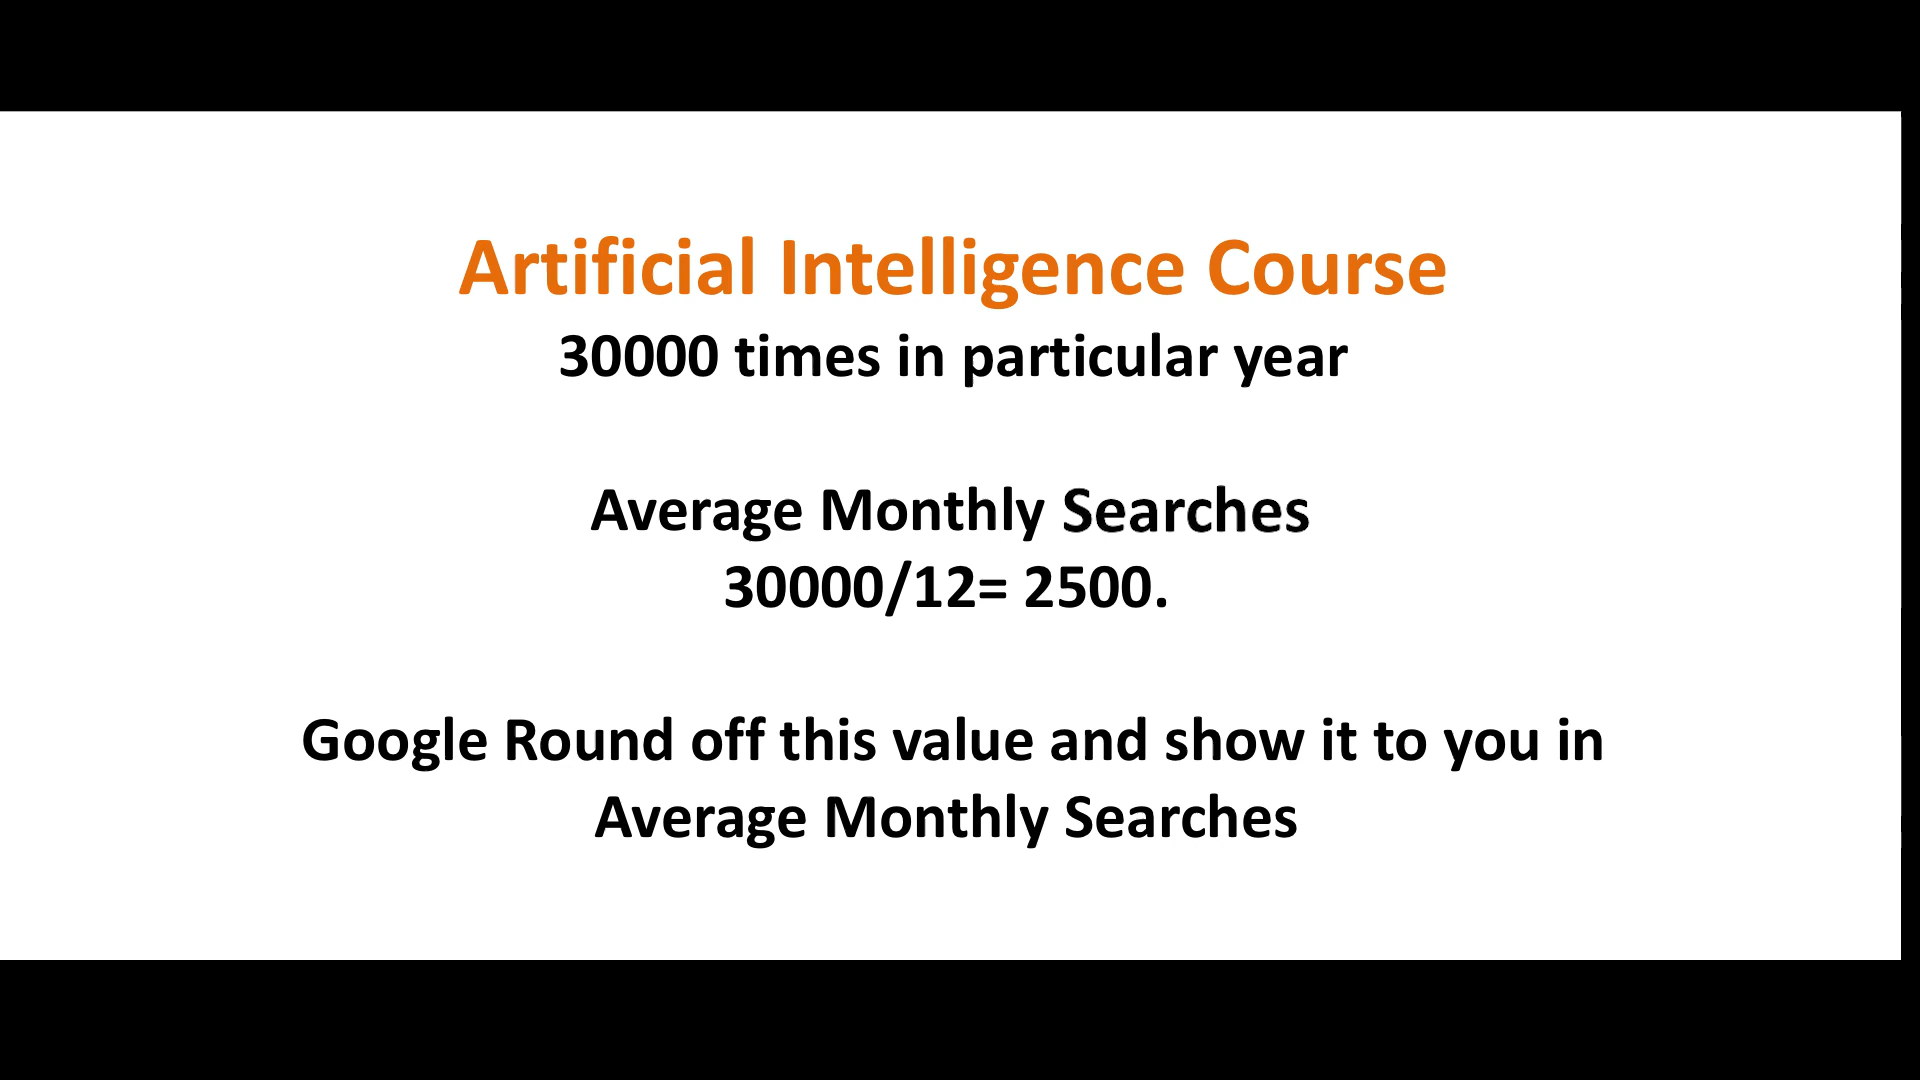 Artificial Intelligence Course
30000 times in particular year
Average Monthly Searches
30000/12= 2500.
Google Round off this value and show it to you in
Average Monthly Searches